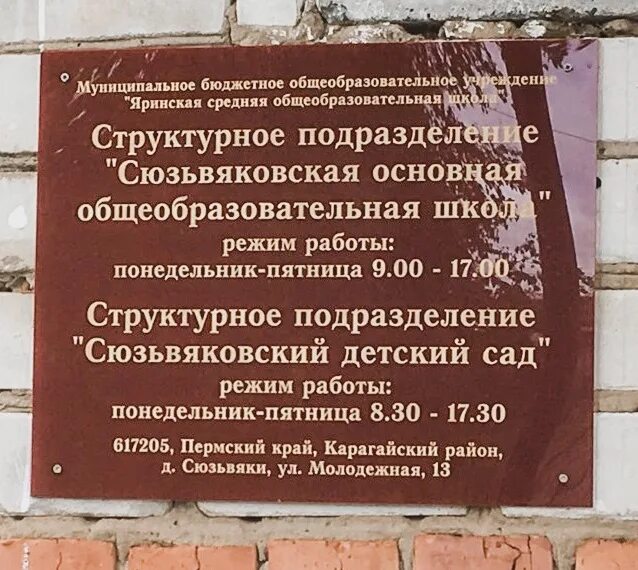 Муниципальное бюджетное общеобразовательное учреждение
"Яринская средняя общеобразовательная школа"
Структурное подразделение
"Сюзьвяковская основная
общеобразовательная школа"
режим работы:
понедельник-пятница 9.00 - 17.00
Структурное подразделение
"Сюзьвяковский детский сад"
режим работы:
понедельник-пятница 8.30 - 17.30
617205, Пермский край, Карагайский район,
д. Сюзьвяки, ул. Молодежная, 13